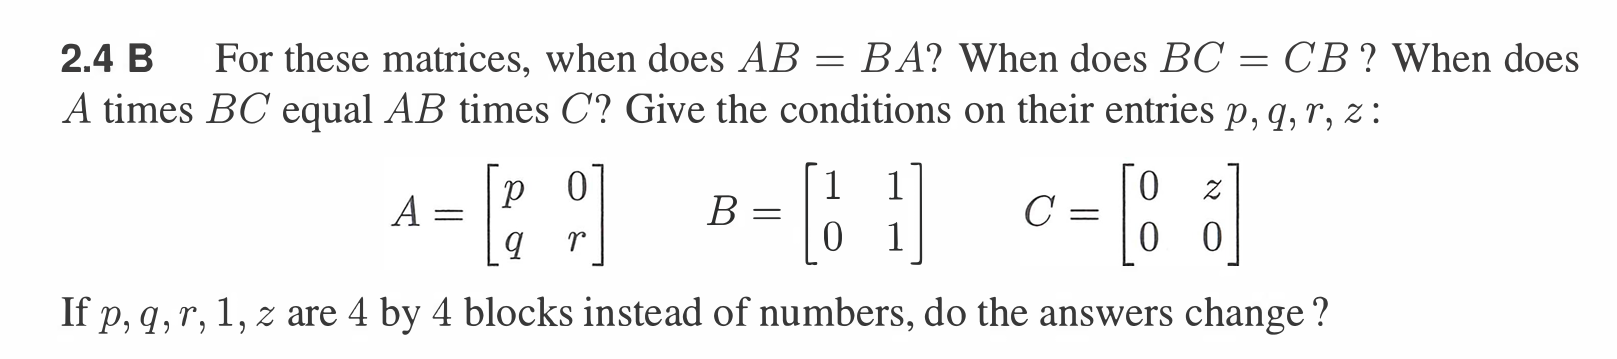 2.4 B For these matrices, when does AB = BA? When does BC = CB? When does
A times BC equal AB times C? Give the conditions on their entries p, q, r, z:
A = [p 0; q r] B = [1 1; 0 1] C = [0 z; 0 0]
If p, q, r, 1, z are 4 by 4 blocks instead of numbers, do the answers change?